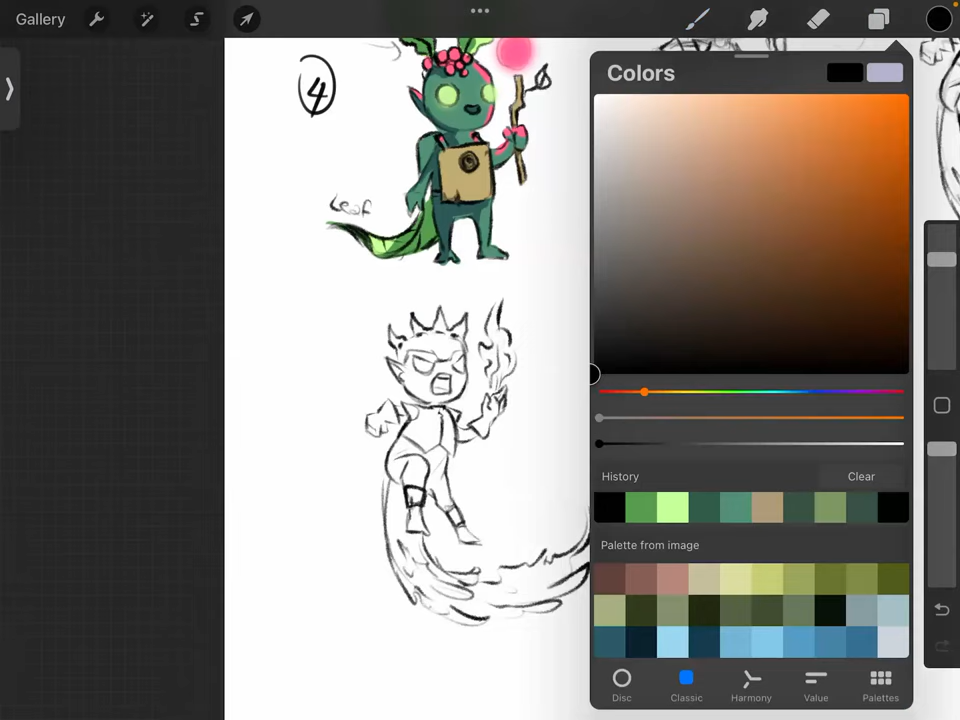 Gallery
4
Leaf
Colors
History
Clear
Palette from image
Disc
Classic
Harmony
Value
Palettes